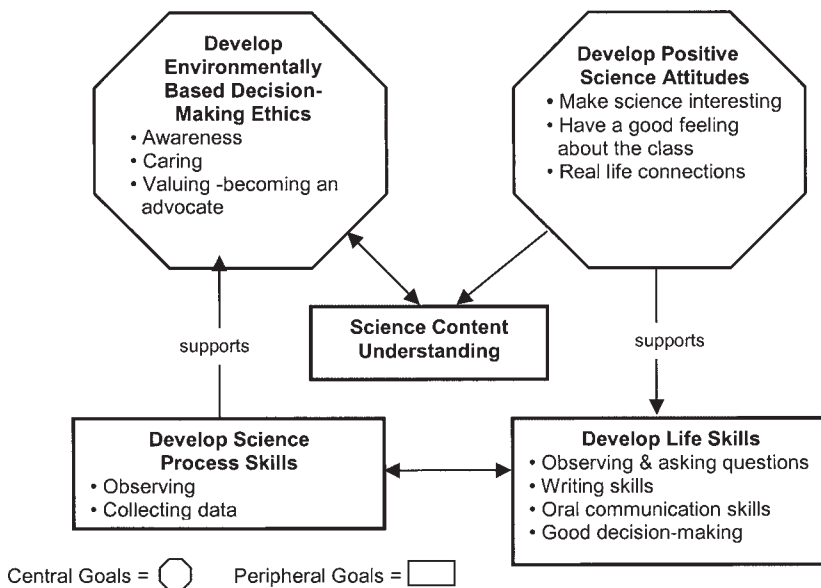 Develop
Environmentally
Based Decision-
Making Ethics
• Awareness
• Caring
• Valuing -becoming an
advocate
Develop Positive
Science Attitudes
• Make science interesting
• Have a good feeling
about the class
• Real life connections
Science Content
Understanding
supports
supports
Develop Science
Process Skills
• Observing
• Collecting data
Develop Life Skills
• Observing & asking questions
• Writing skills
• Oral communication skills
• Good decision-making
Central Goals =
Peripheral Goals =